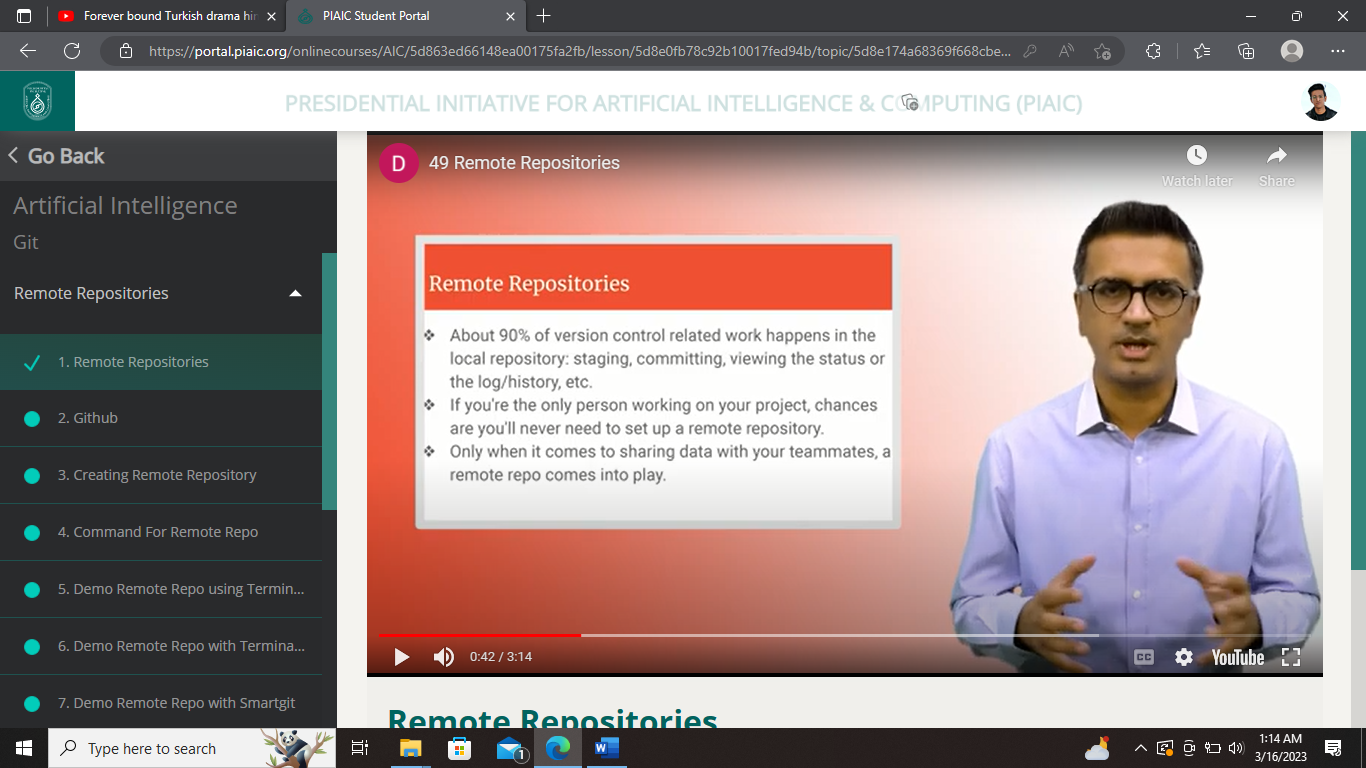 Forever bound Turkish drama hin
PIAIC Student Portal
https://portal.piaic.org/onlinecourses/AIC/5d863ed66148ea00175fa2fb/lesson/5d8e0fb78c92b10017fed94b/topic/5d8e174a68369f668cbe...
PRESIDENTIAL INITIATIVE FOR ARTIFICIAL INTELLIGENCE & COMPUTING (PIAIC)
Go Back
Artificial Intelligence
Git
Remote Repositories
1. Remote Repositories
2. Github
3. Creating Remote Repository
4. Command For Remote Repo
5. Demo Remote Repo using Termin...
6. Demo Remote Repo with Termina...
7. Demo Remote Repo with Smartgit
D
49 Remote Repositories
Watch later
Share
Remote Repositories
❖ About 90% of version control related work happens in the
local repository: staging, committing, viewing the status or
the log/history, etc.
❖ If you're the only person working on your project, chances
are you'll never need to set up a remote repository.
❖ Only when it comes to sharing data with your teammates, a
remote repo comes into play.
0:42 / 3:14
CC
YouTube
Remote Repositories
Type here to search
1
W
1:14 AM
3/16/2023